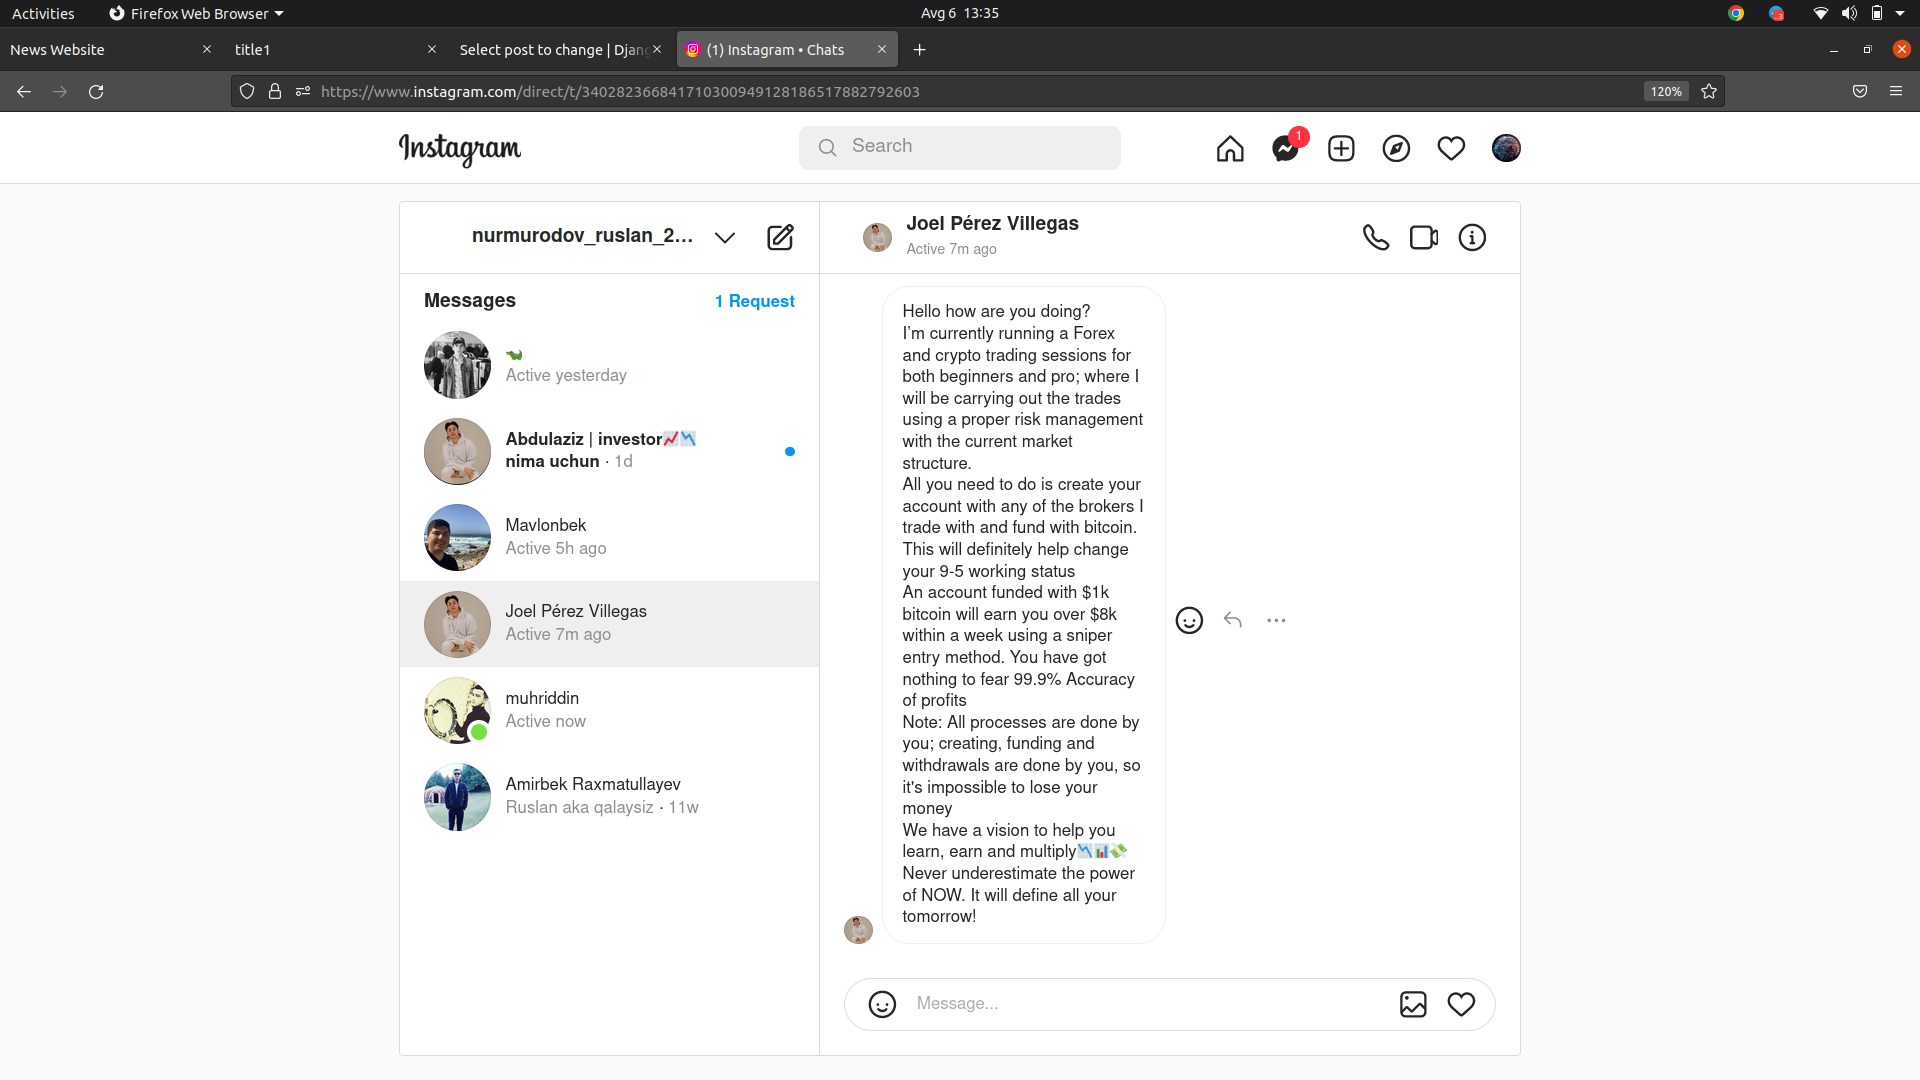 Activities
Firefox Web Browser
Avg 6 13:35
3
News Website
title1
Select post to change | Djan
(1) Instagram • Chats
https://www.instagram.com/direct/t/340282366841710300949128186517882792603
120%
Instagram
Search
1
nurmurodov_ruslan_2...
Joel Pérez Villegas
Active 7m ago
Messages
1 Request
Active yesterday
Abdulaziz | investor📈📉
nima uchun · 1d
Mavlonbek
Active 5h ago
Joel Pérez Villegas
Active 7m ago
muhriddin
Active now
Amirbek Raxmatullayev
Ruslan aka qalaysiz · 11w
Hello how are you doing?
I’m currently running a Forex
and crypto trading sessions for
both beginners and pro; where I
will be carrying out the trades
using a proper risk management
with the current market
structure.
All you need to do is create your
account with any of the brokers I
trade with and fund with bitcoin.
This will definitely help change
your 9-5 working status
An account funded with $1k
bitcoin will earn you over $8k
within a week using a sniper
entry method. You have got
nothing to fear 99.9% Accuracy
of profits
Note: All processes are done by
you; creating, funding and
withdrawals are done by you, so
it's impossible to lose your
money
We have a vision to help you
learn, earn and multiply📉📊💸
Never underestimate the power
of NOW. It will define all your
tomorrow!
Message...